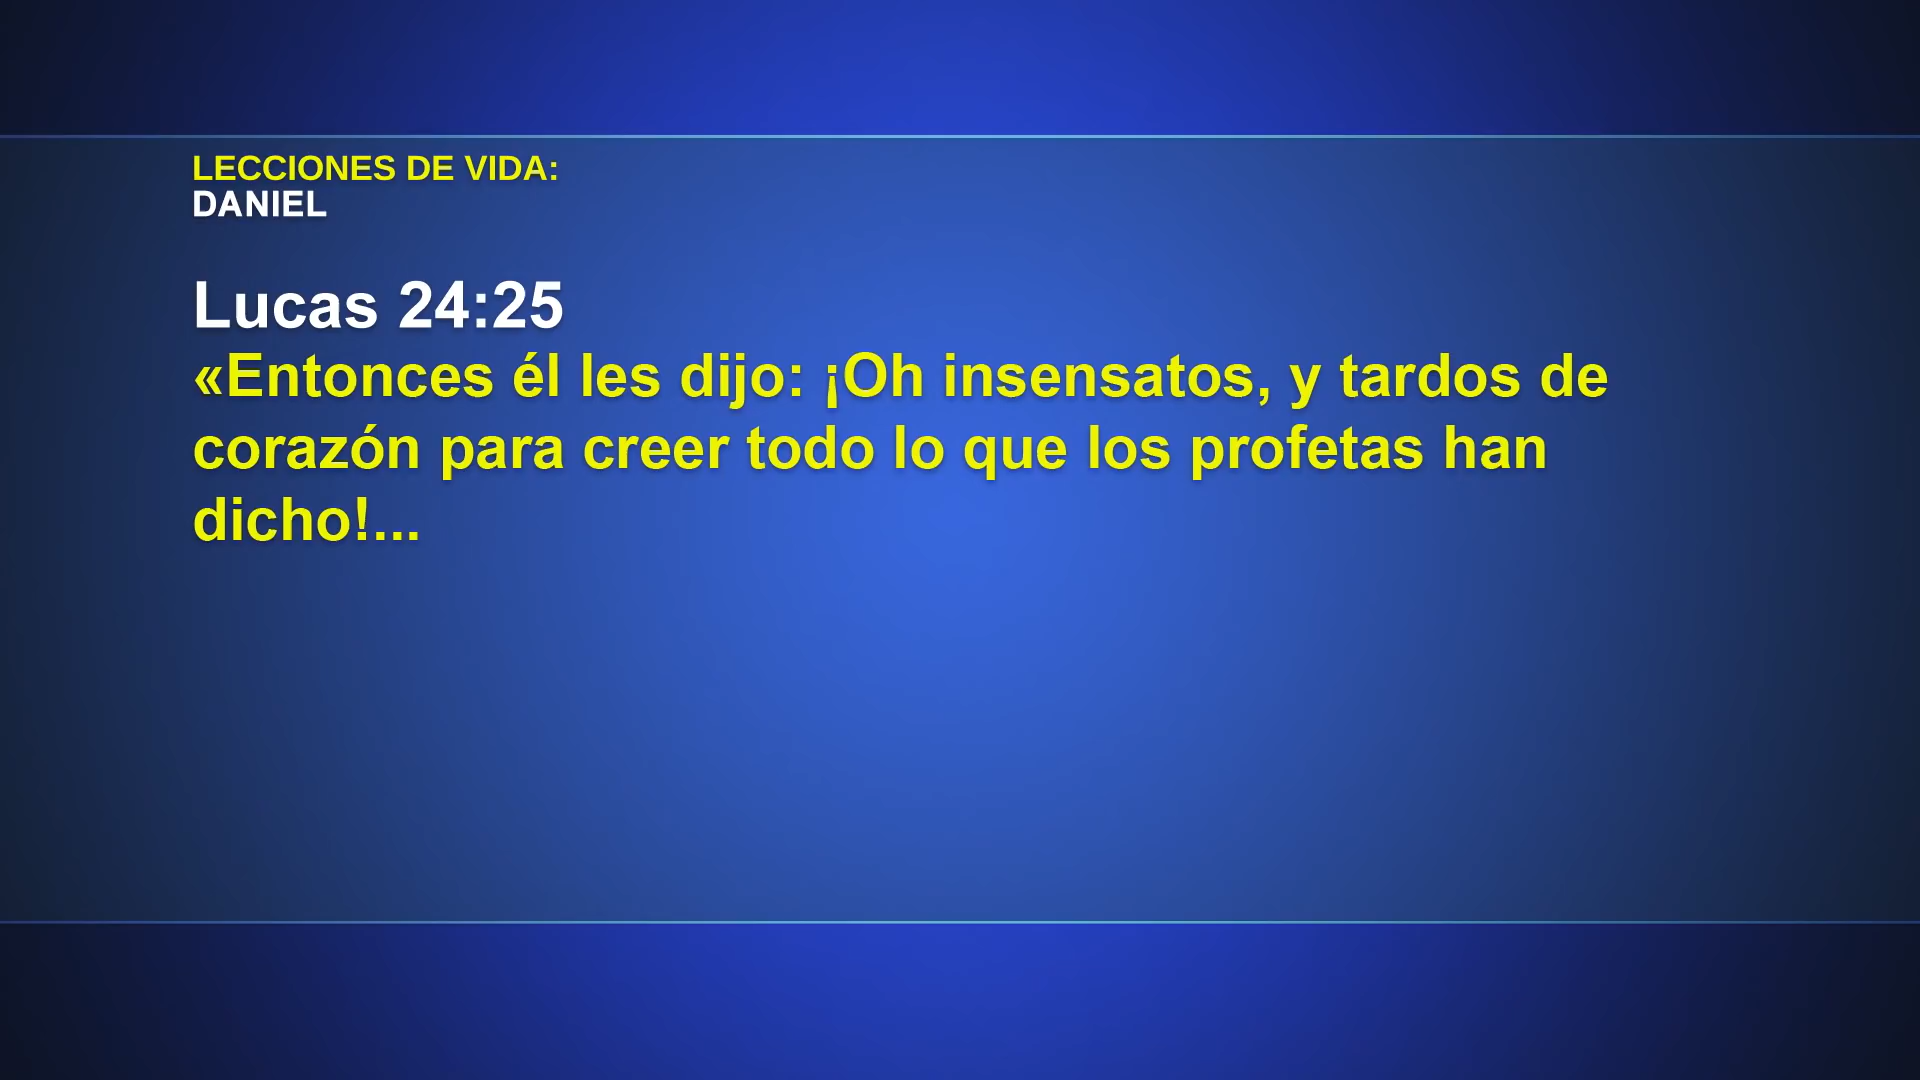 LECCIONES DE VIDA:
DANIEL
Lucas 24:25
«Entonces él les dijo: ¡Oh insensatos, y tardos de
corazón para creer todo lo que los profetas han
dicho!...